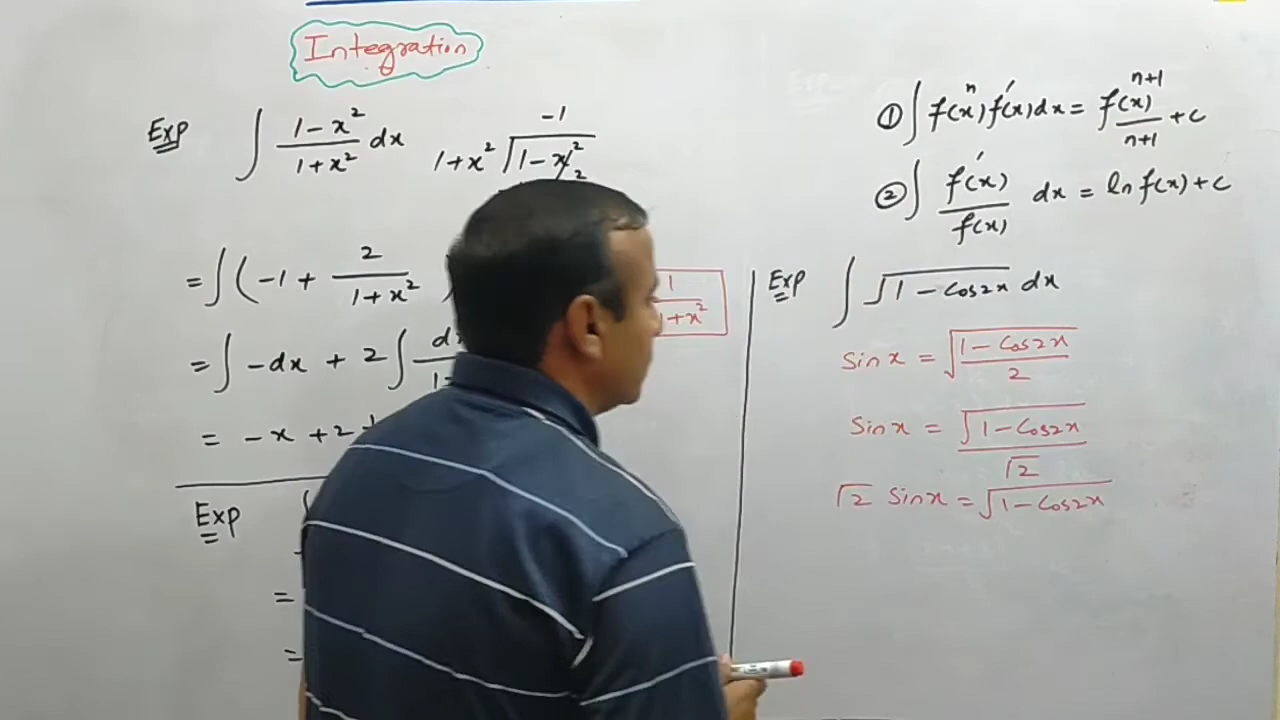 Integration
Exp ∫ (1-x²)/(1+x²) dx
-1
1+x² √(1-x²
2
= ∫(-1 + 2/(1+x²)
1/(1+x²)
= ∫-dx + 2∫
= -x + 2
Exp
=
=
① ∫ f(x)ⁿ f'(x) dx = f(x)ⁿ⁺¹/(n+1) + c
② ∫ f'(x)/f(x) dx = ln f(x) + c
Exp ∫ √(1-Cos2x) dx
Sin x = √((1-Cos2x)/2)
Sin x = √(1-Cos2x)/√2
√2 Sinx = √(1-Cos2x)